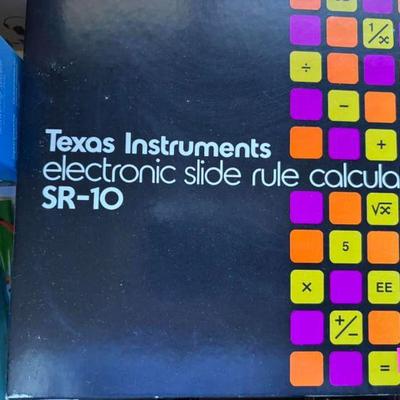 1/x
÷
−
Texas Instruments
+
electronic slide rule calcula
SR-10
√x
5
×
EE
+/−
=